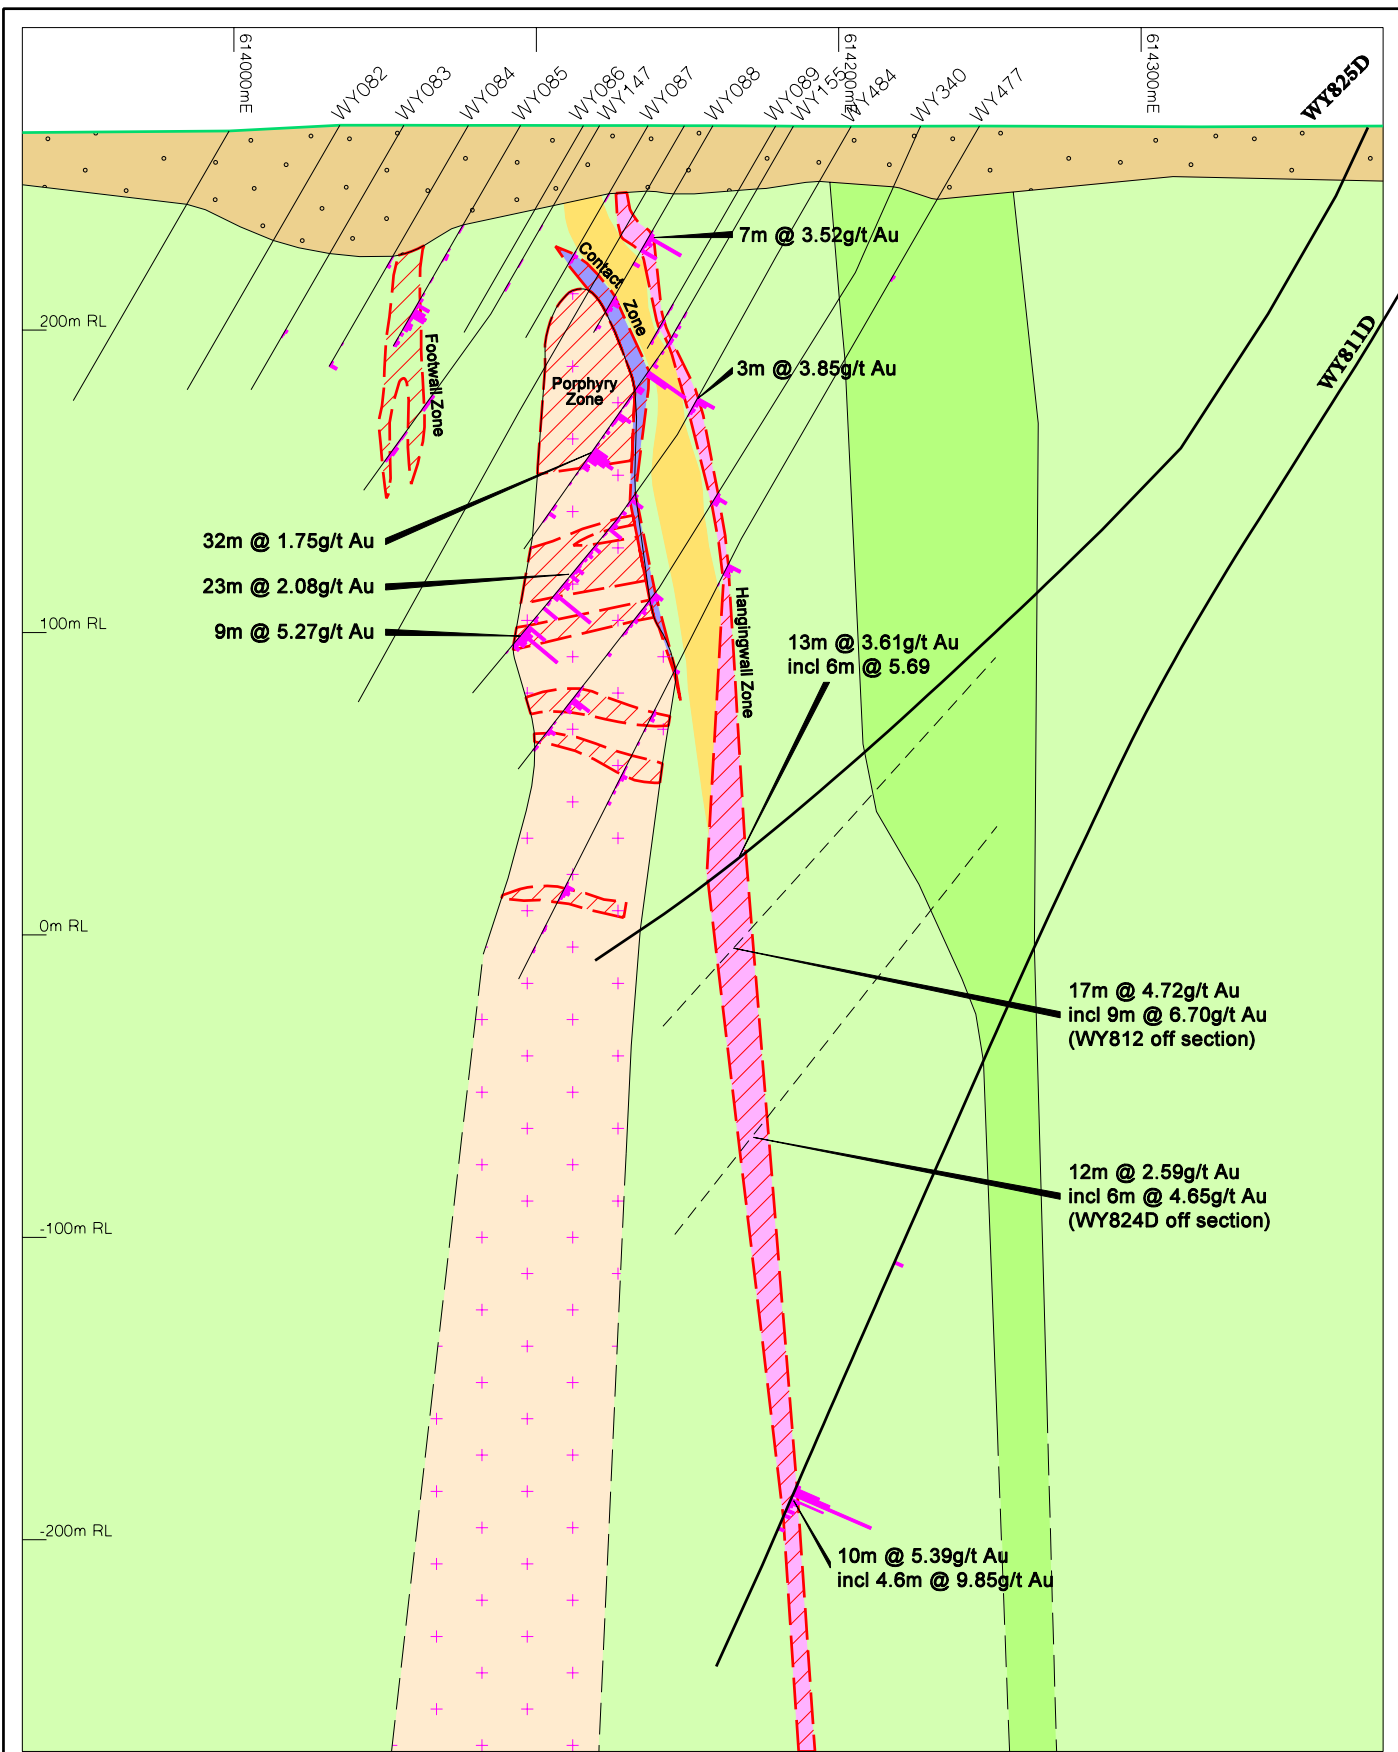 614000mE
614200mE
614300mE
WY082
WY083
WY084
WY085
WY086
WY147
WY087
WY088
WY089
WY155
WY484
WY340
WY477
WY825D
WY811D
7m @ 3.52g/t Au
Contact
Zone
200m RL
Footwall Zone
3m @ 3.85g/t Au
Porphyry
Zone
32m @ 1.75g/t Au
23m @ 2.08g/t Au
9m @ 5.27g/t Au
100m RL
Hangingwall Zone
13m @ 3.61g/t Au
incl 6m @ 5.69
0m RL
17m @ 4.72g/t Au
incl 9m @ 6.70g/t Au
(WY812 off section)
12m @ 2.59g/t Au
incl 6m @ 4.65g/t Au
(WY824D off section)
-100m RL
-200m RL
10m @ 5.39g/t Au
incl 4.6m @ 9.85g/t Au